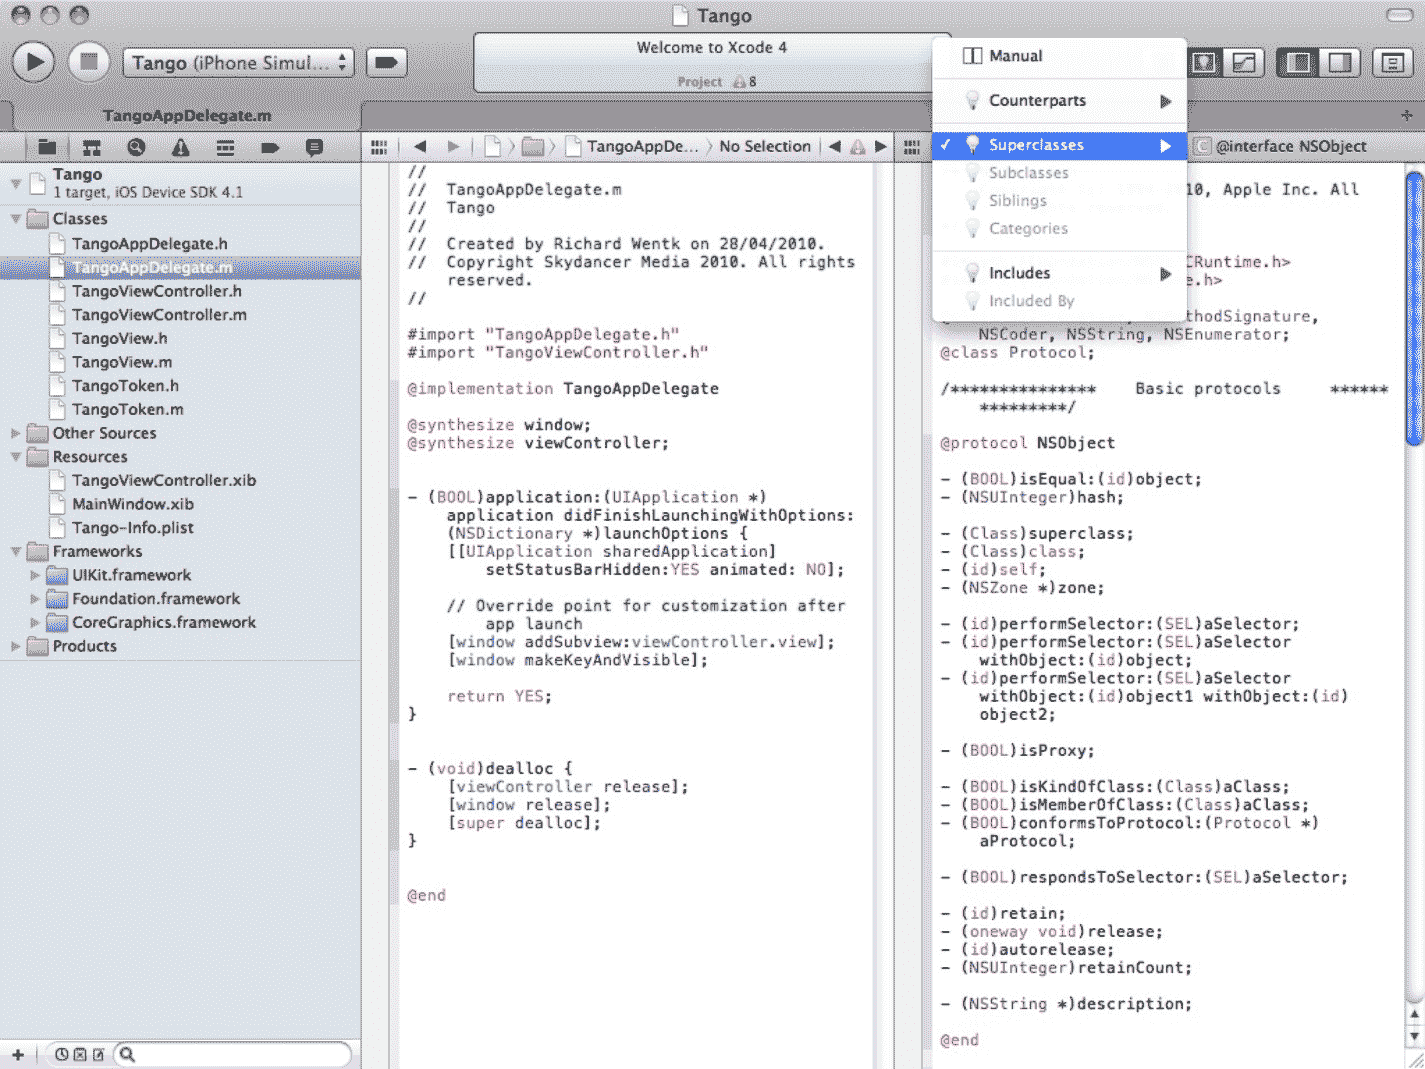 Tango
Tango (iPhone Simul...
Welcome to Xcode 4
Project 8
TangoAppDelegate.m
TangoAppDe...
No Selection
@interface NSObject
Manual
Counterparts
Superclasses
Subclasses
Siblings
Categories
Includes
Included By
Tango
1 target, iOS Device SDK 4.1
Classes
TangoAppDelegate.h
TangoAppDelegate.m
TangoViewController.h
TangoViewController.m
TangoView.h
TangoView.m
TangoToken.h
TangoToken.m
Other Sources
Resources
TangoViewController.xib
MainWindow.xib
Tango-Info.plist
Frameworks
UIKit.framework
Foundation.framework
CoreGraphics.framework
Products
//
// TangoAppDelegate.m
// Tango
//
// Created by Richard Wentk on 28/04/2010.
// Copyright Skydancer Media 2010. All rights
reserved.
//
#import "TangoAppDelegate.h"
#import "TangoViewController.h"
@implementation TangoAppDelegate
@synthesize window;
@synthesize viewController;
- (BOOL)application:(UIApplication *)
application didFinishLaunchingWithOptions:
(NSDictionary *)launchOptions {
[[UIApplication sharedApplication]
setStatusBarHidden:YES animated: NO];
// Override point for customization after
app launch
[window addSubview:viewController.view];
[window makeKeyAndVisible];
return YES;
}
- (void)dealloc {
[viewController release];
[window release];
[super dealloc];
}
@end
10, Apple Inc. All
CRuntime.h>
e.h>
thodSignature,
NSCoder, NSString, NSEnumerator;
@class Protocol;
/*************** Basic protocols ******
*********/
@protocol NSObject
- (BOOL)isEqual:(id)object;
- (NSUInteger)hash;
- (Class)superclass;
- (Class)class;
- (id)self;
- (NSZone *)zone;
- (id)performSelector:(SEL)aSelector;
- (id)performSelector:(SEL)aSelector
withObject:(id)object;
- (id)performSelector:(SEL)aSelector
withObject:(id)object1 withObject:(id)
object2;
- (BOOL)isProxy;
- (BOOL)isKindOfClass:(Class)aClass;
- (BOOL)isMemberOfClass:(Class)aClass;
- (BOOL)conformsToProtocol:(Protocol *)
aProtocol;
- (BOOL)respondsToSelector:(SEL)aSelector;
- (id)retain;
- (oneway void)release;
- (id)autorelease;
- (NSUInteger)retainCount;
- (NSString *)description;
@end